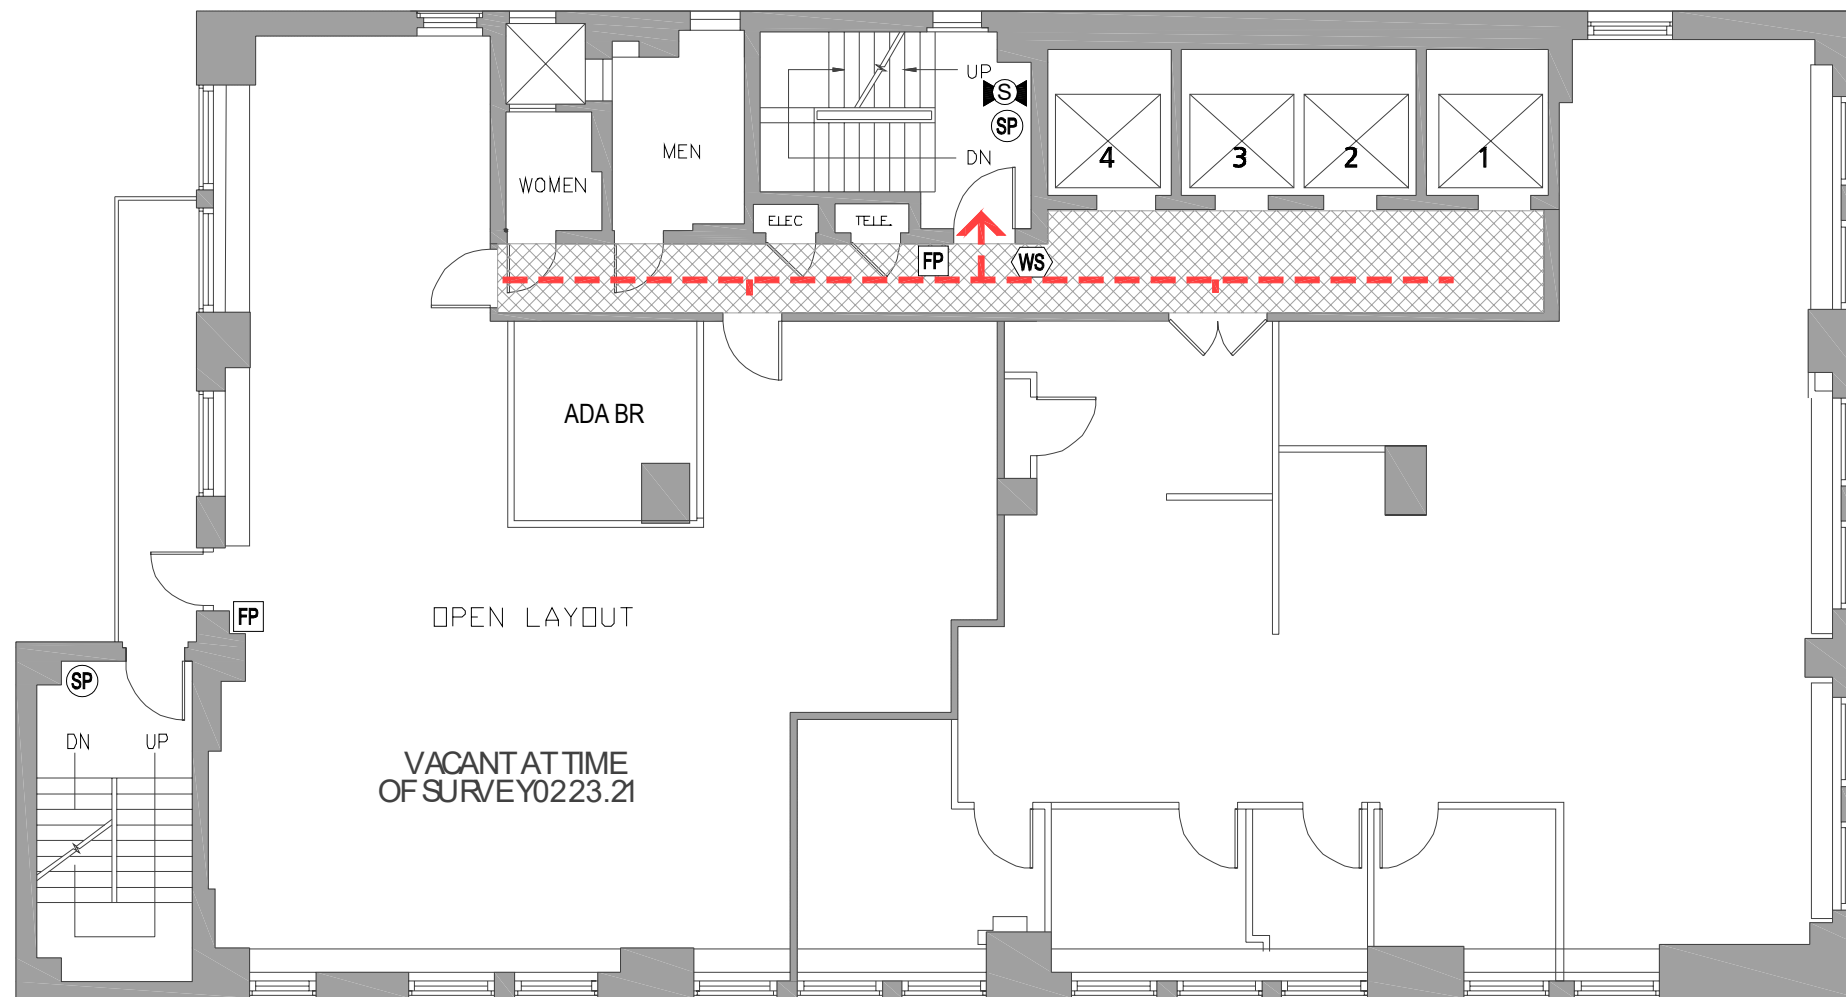 UP
S
SP
DN
MEN
WOMEN
4
3
2
1
ELEC
TELE.
FP
WS
ADA BR
OPEN LAYOUT
FP
SP
DN
UP
VACANT AT TIME
OF SURVEY 02 23.21